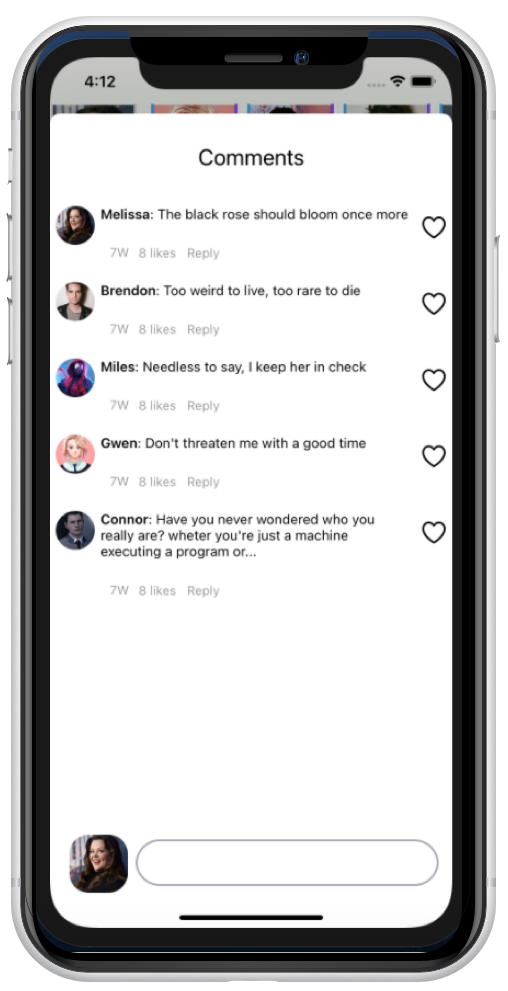 4:12
Comments
Melissa: The black rose should bloom once more
7W 8 likes Reply
Brendon: Too weird to live, too rare to die
7W 8 likes Reply
Miles: Needless to say, I keep her in check
7W 8 likes Reply
Gwen: Don't threaten me with a good time
7W 8 likes Reply
Connor: Have you never wondered who you
really are? wheter you're just a machine
executing a program or...
7W 8 likes Reply